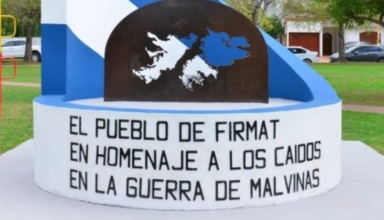 EL PUEBLO DE FIRMAT
EN HOMENAJE A LOS CAIDOS
EN LA GUERRA DE MALVINAS